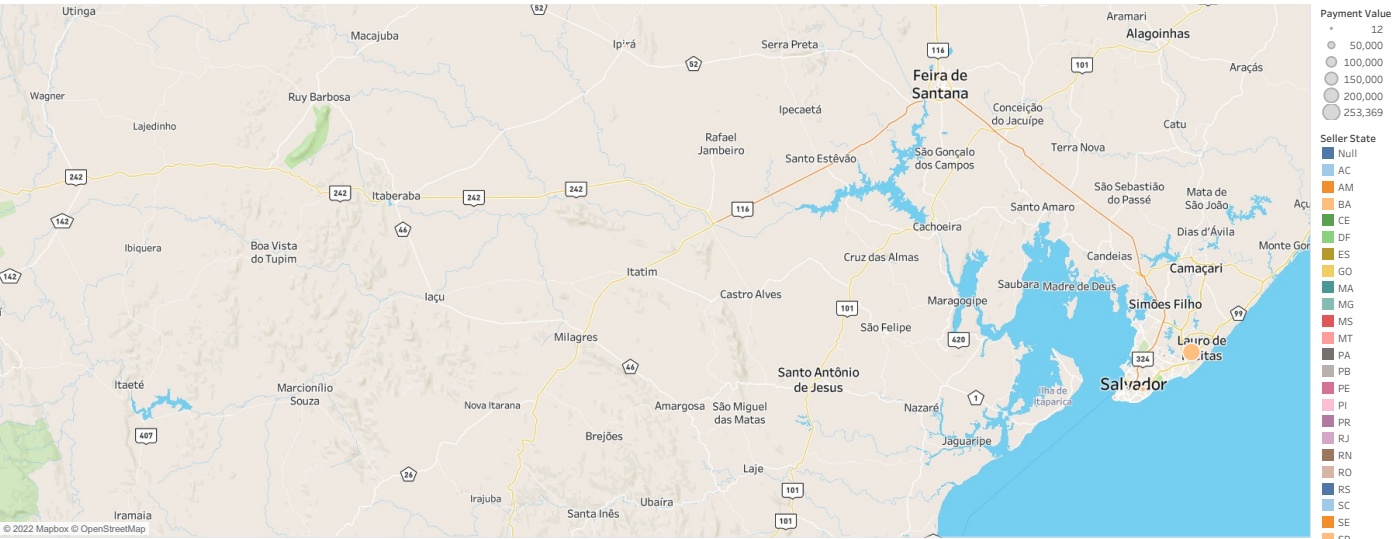 Utinga
52
Aramari
Macajuba
Alagoinhas
Ipirá
Serra Preta
116
52
101
Araçás
Feira de
Santana
Wagner
Ruy Barbosa
Ipecaetá
Conceição
do Jacuípe
Lajedinho
Catu
Rafael
Jambeiro
Terra Nova
Santo Estêvão
São Gonçalo
dos Campos
242
242
Itaberaba
242
242
São Sebastião
do Passé
Mata de
São João
Açu
116
Santo Amaro
142
46
Cachoeira
Dias d'Ávila
Ibiquera
Boa Vista
do Tupim
Monte Gor
Cruz das Almas
Candeias
142
Itatim
Camaçari
Saubara
Madre de Deus
Iaçu
Castro Alves
Maragogipe
Simões Filho
101
99
São Felipe
Milagres
420
Lauro de
324
46
Santo Antônio
de Jesus
Salvador
Itaeté
Marcionílio
Souza
Ilha de
Itaparica
1
Nova Itarana
Amargosa
São Miguel
das Matas
Nazaré
407
Brejões
Jaguaripe
26
Laje
101
Irajuba
Ubaíra
Iramaia
Santa Inês
101
© 2022 Mapbox © OpenStreetMap
Payment Value
12
50,000
100,000
150,000
200,000
253,369
Seller State
Null
AC
AM
BA
CE
DF
ES
GO
MA
MG
MS
MT
PA
PB
PE
PI
PR
RJ
RN
RO
RS
SC
SE